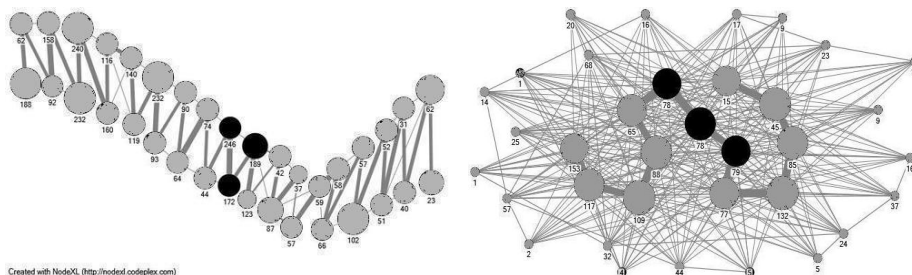 62 158 240 116 140 232 90 74 246 189 42 37 59 58 57 52 31 62
188 92 232 160 119 93 64 44 172 123 87 57 66 102 51 40 23
Created with NodeXL (http://nodexl.codeplex.com)
20 16 17 9
68 23
1 78 15
14 65 45 9
25 78 85
153 88 79 16
1 117 109 77 132 37
57 24
2 32 44 5